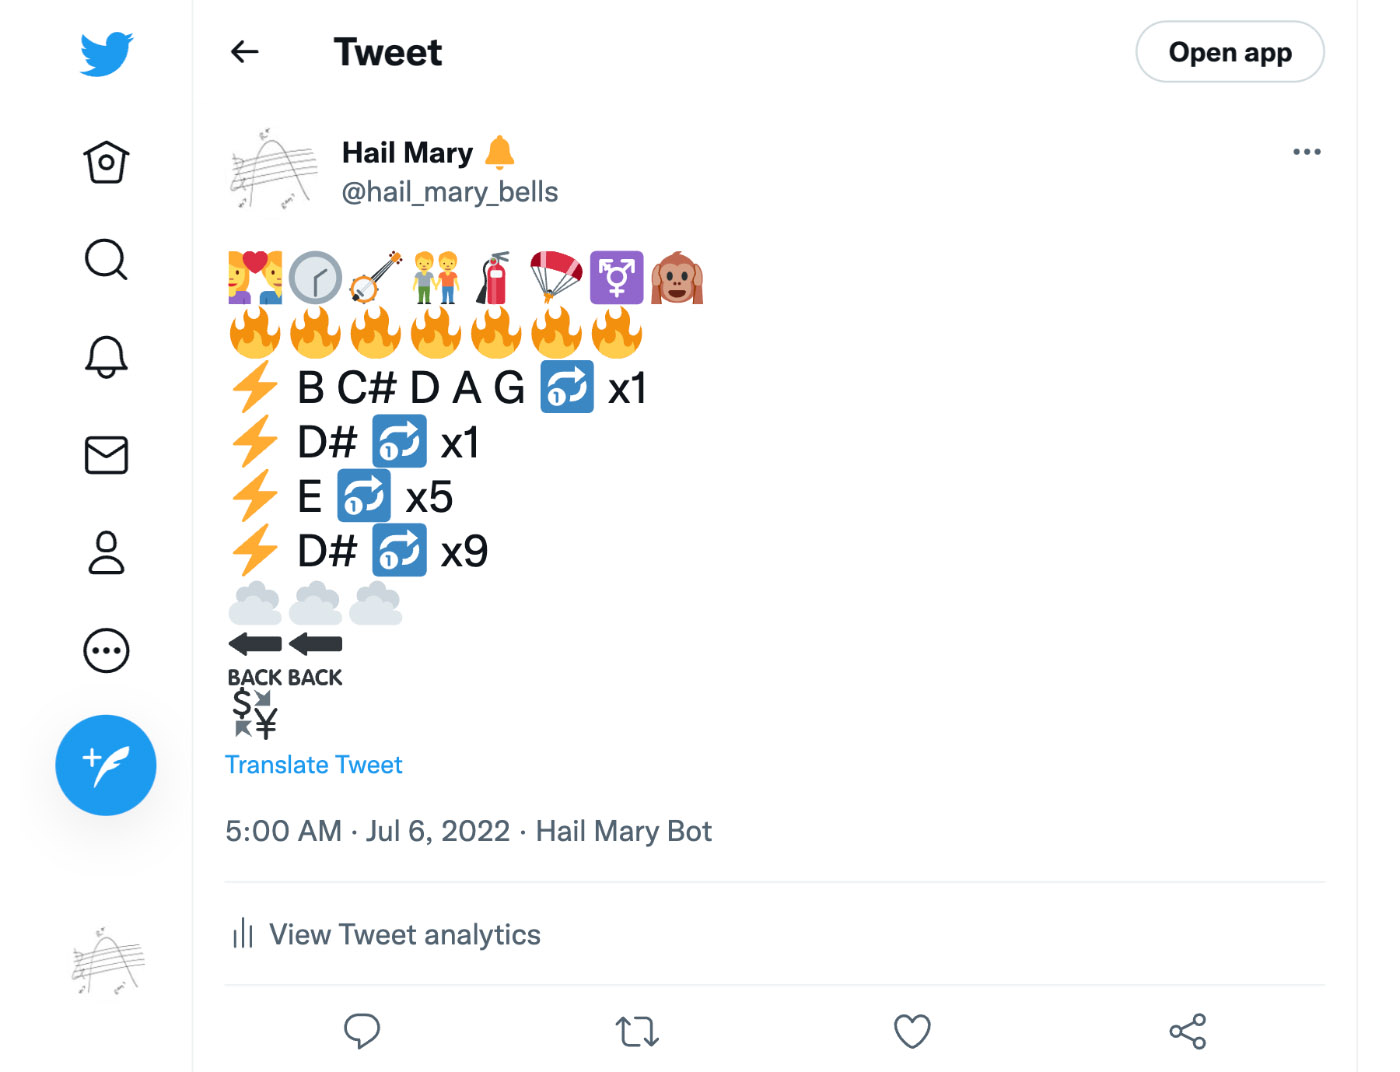 Tweet
Open app
Hail Mary 🔔
@hail_mary_bells
👩‍❤️‍👨🕜🪕👬🧯🪂⚧🙉
🔥🔥🔥🔥🔥🔥🔥
⚡ B C# D A G 🔂 x1
⚡ D# 🔂 x1
⚡ E 🔂 x5
⚡ D# 🔂 x9
☁☁☁
🔙🔙
💱
Translate Tweet
5:00 AM · Jul 6, 2022 · Hail Mary Bot
View Tweet analytics